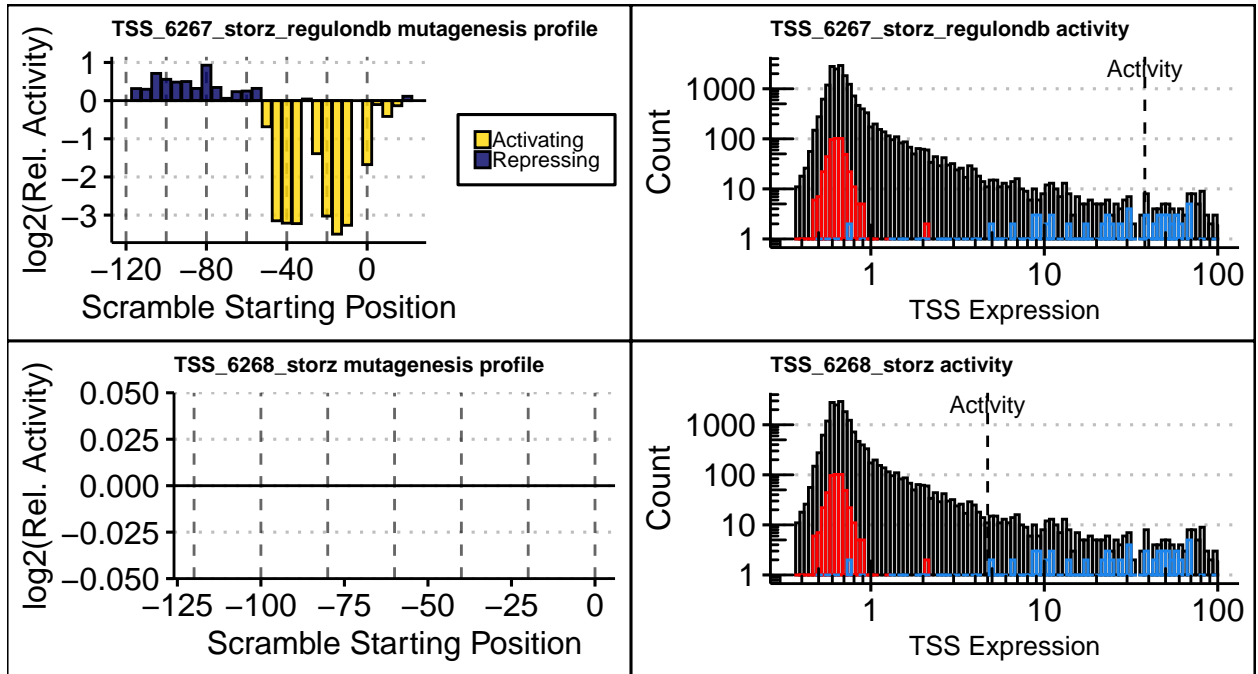 TSS_6267_storz_regulondb mutagenesis profile
log2(Rel. Activity)
1
0
−1
−2
−3
−120 −80 −40 0
Scramble Starting Position
Activating
Repressing
TSS_6267_storz_regulondb activity
Activity
Count
1000
100
10
1
1 10 100
TSS Expression
TSS_6268_storz mutagenesis profile
log2(Rel. Activity)
0.050
0.025
0.000
−0.025
−0.050
−125 −100 −75 −50 −25 0
Scramble Starting Position
TSS_6268_storz activity
Activity
Count
1000
100
10
1
1 10 100
TSS Expression